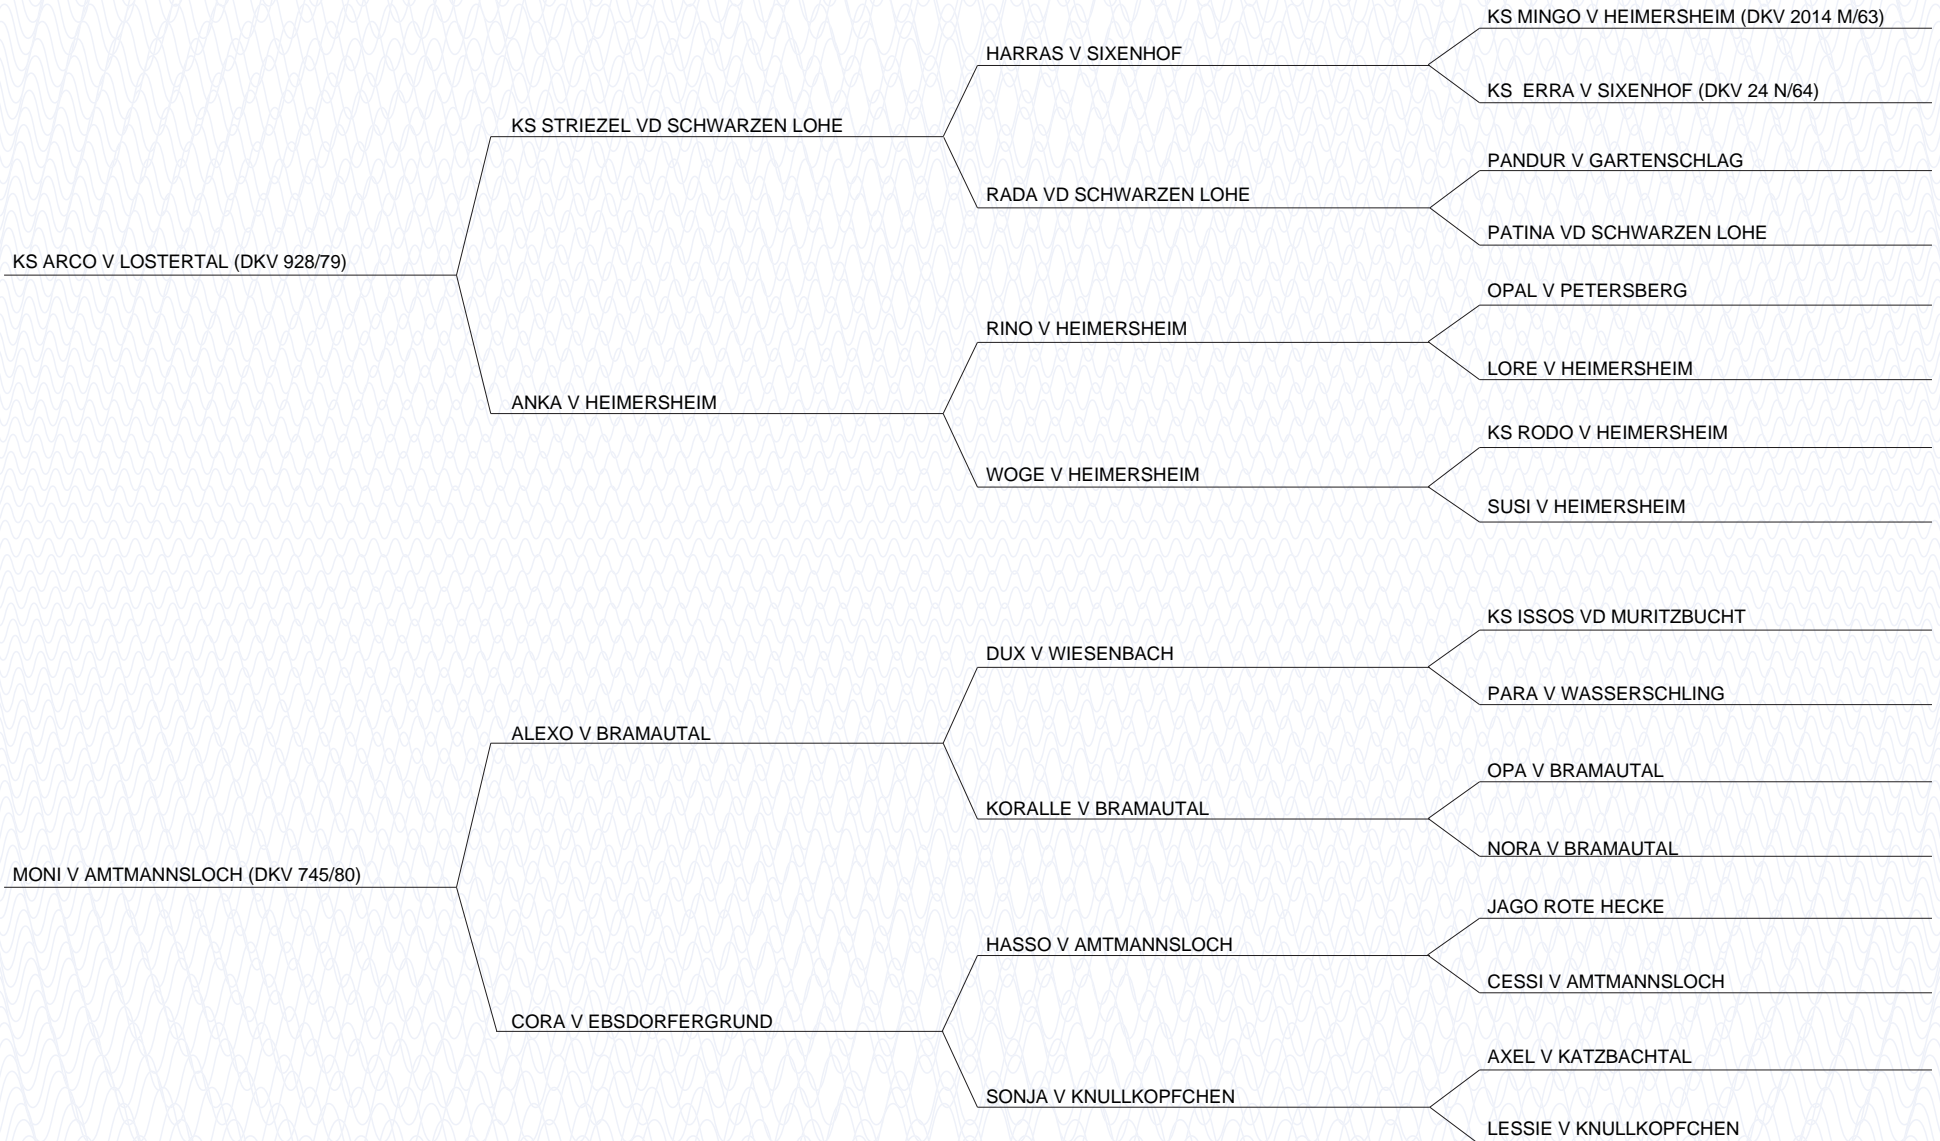 KS MINGO V HEIMERSHEIM (DKV 2014 M/63)
HARRAS V SIXENHOF
KS  ERRA V SIXENHOF (DKV 24 N/64)
KS STRIEZEL VD SCHWARZEN LOHE
PANDUR V GARTENSCHLAG
RADA VD SCHWARZEN LOHE
PATINA VD SCHWARZEN LOHE
KS ARCO V LOSTERTAL (DKV 928/79)
OPAL V PETERSBERG
RINO V HEIMERSHEIM
LORE V HEIMERSHEIM
ANKA V HEIMERSHEIM
KS RODO V HEIMERSHEIM
WOGE V HEIMERSHEIM
SUSI V HEIMERSHEIM
KS ISSOS VD MURITZBUCHT
DUX V WIESENBACH
PARA V WASSERSCHLING
ALEXO V BRAMAUTAL
OPA V BRAMAUTAL
KORALLE V BRAMAUTAL
NORA V BRAMAUTAL
MONI V AMTMANNSLOCH (DKV 745/80)
JAGO ROTE HECKE
HASSO V AMTMANNSLOCH
CESSI V AMTMANNSLOCH
CORA V EBSDORFERGRUND
AXEL V KATZBACHTAL
SONJA V KNULLKOPFCHEN
LESSIE V KNULLKOPFCHEN